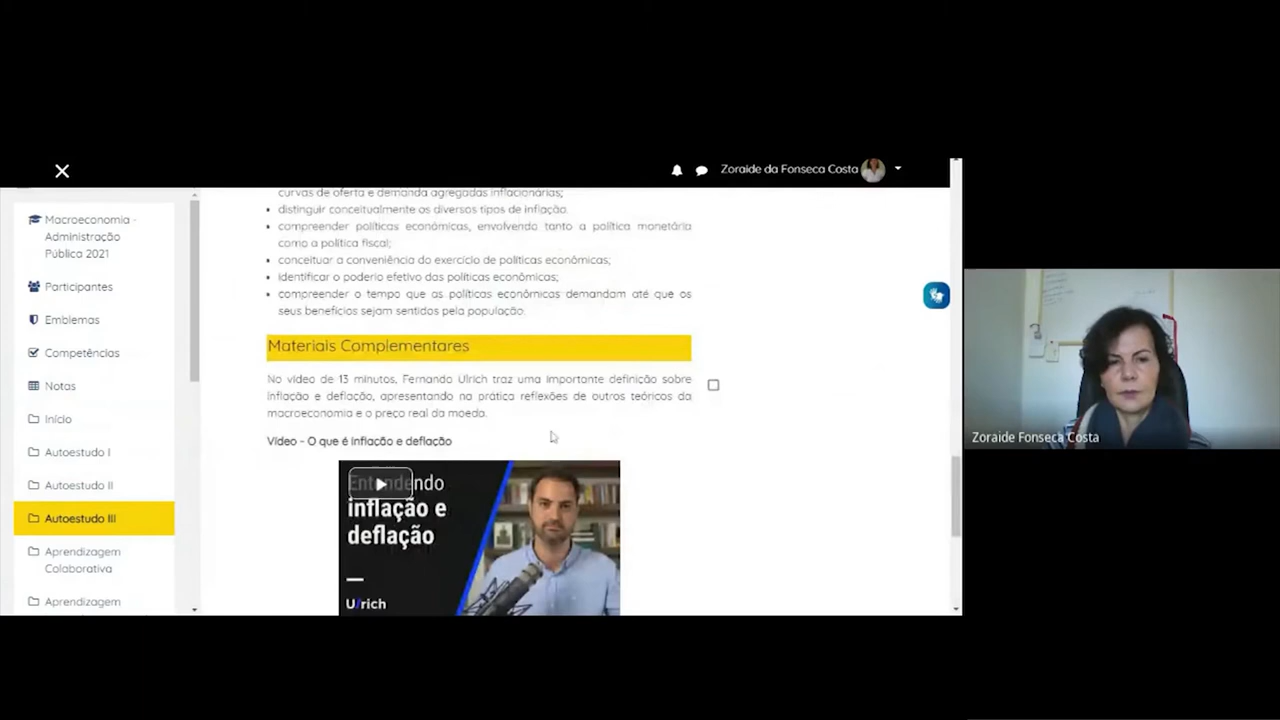 Zoraide da Fonseca Costa
Macroeconomia -
Administração
Pública 2021
Participantes
Emblemas
Competências
Notas
Início
Autoestudo I
Autoestudo II
Autoestudo III
Aprendizagem
Colaborativa
Aprendizagem
curvas de oferta e demanda agregadas inflacionárias;
distinguir conceitualmente os diversos tipos de inflação.
compreender políticas econômicas, envolvendo tanto a política monetária
como a política fiscal;
conceituar a conveniência do exercício de políticas econômicas;
identificar o poderio efetivo das políticas econômicas;
compreender o tempo que as políticas econômicas demandam até que os
seus benefícios sejam sentidos pela população.
Materiais Complementares
No vídeo de 13 minutos, Fernando Ulrich traz uma importante definição sobre
inflação e deflação, apresentando na prática reflexões de outros teóricos da
macroeconomia e o preço real da moeda.
Vídeo - O que é inflação e deflação
Entendendo
inflação e
deflação
Ulrich
Zoraide Fonseca Costa